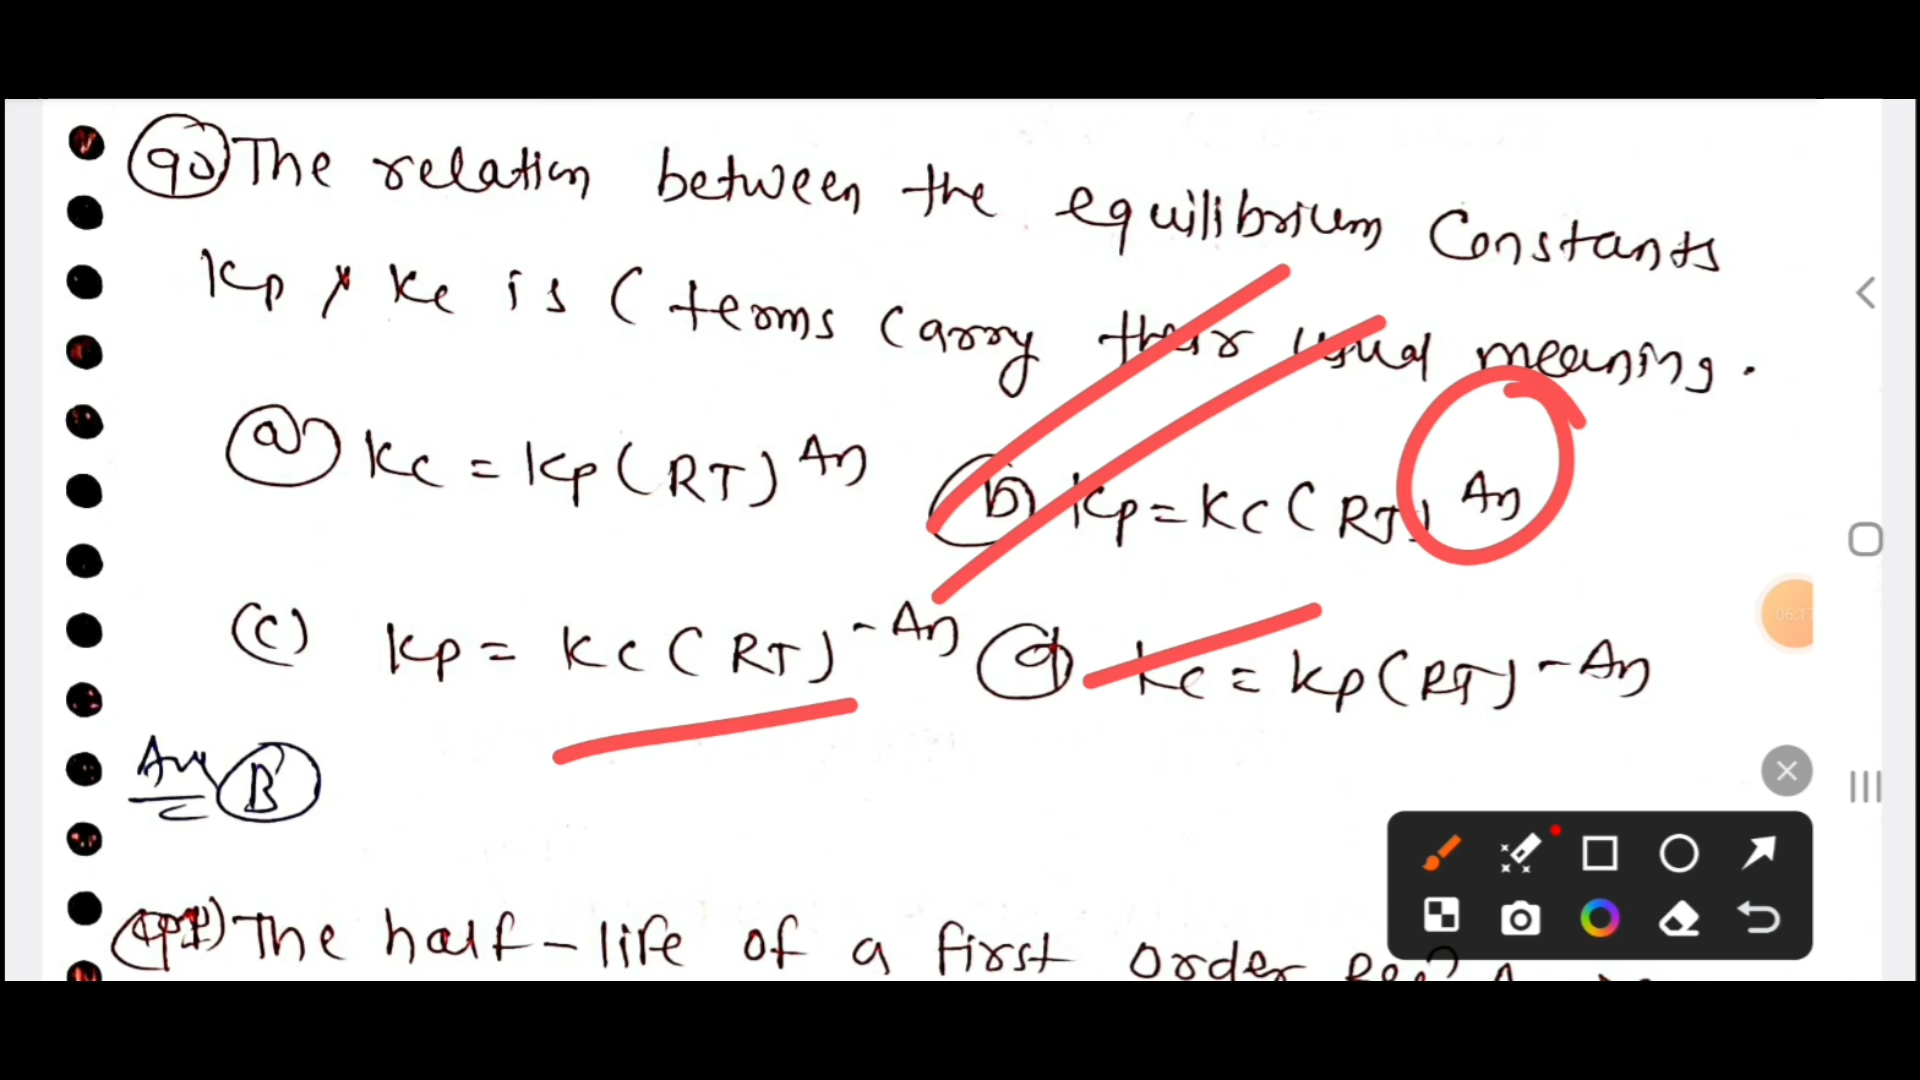 90 The relation between the equilibrium Constants
Kp & Kc is ( terms carry their usual meaning.
(a) Kc = Kp (RT) Δn (b) Kp = Kc (RT) Δn
(c) Kp = Kc (RT) -Δn (d) Kc = Kp (RT) -Δn
Ans B
The half-life of a first order
06:1